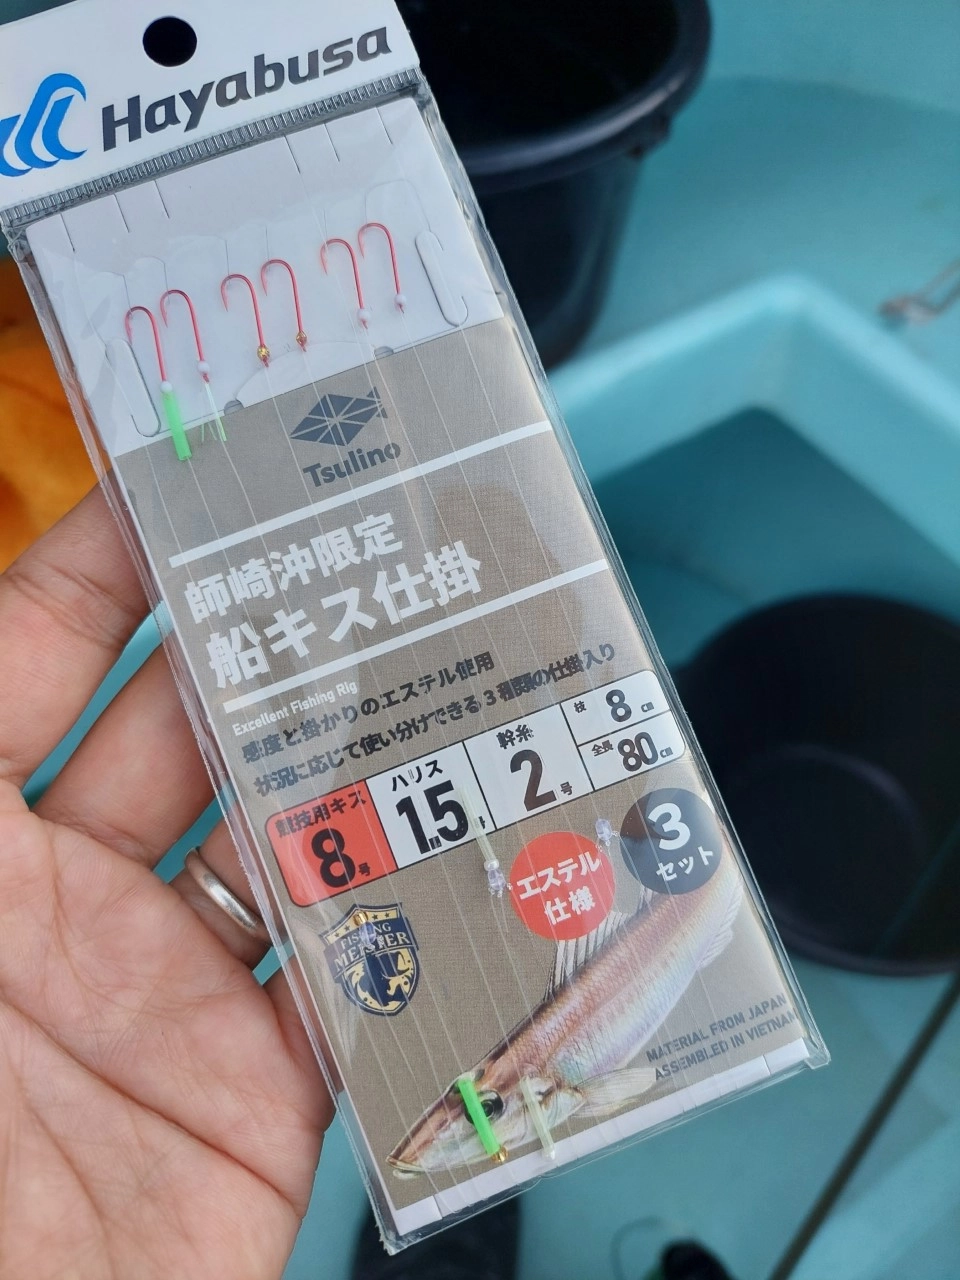 Hayabusa
Tsulino
師崎沖限定
船キス仕掛
Excellent Fishing Rig
感度と掛かりのエステル使用
状況に応じて使い分けできる3種類の仕掛入り
競技用キス
8号
ハリス
1.5号
幹糸
2号
枝 8cm
全長 80cm
エステル
仕様
3
セット
FISHING
MEISTER
MATERIAL FROM JAPAN
ASSEMBLED IN VIETNAM